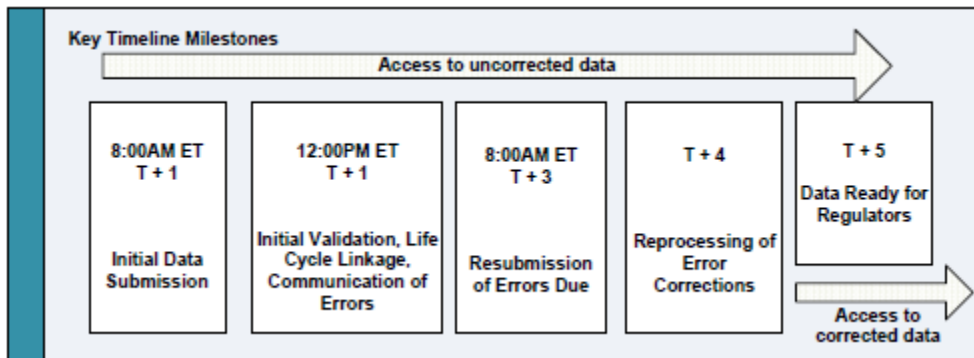 Key Timeline Milestones
Access to uncorrected data
8:00AM ET
T + 1
Initial Data
Submission
12:00PM ET
T + 1
Initial Validation, Life
Cycle Linkage,
Communication of
Errors
8:00AM ET
T + 3
Resubmission
of Errors Due
T + 4
Reprocessing of
Error
Corrections
T + 5
Data Ready for
Regulators
Access to
corrected data